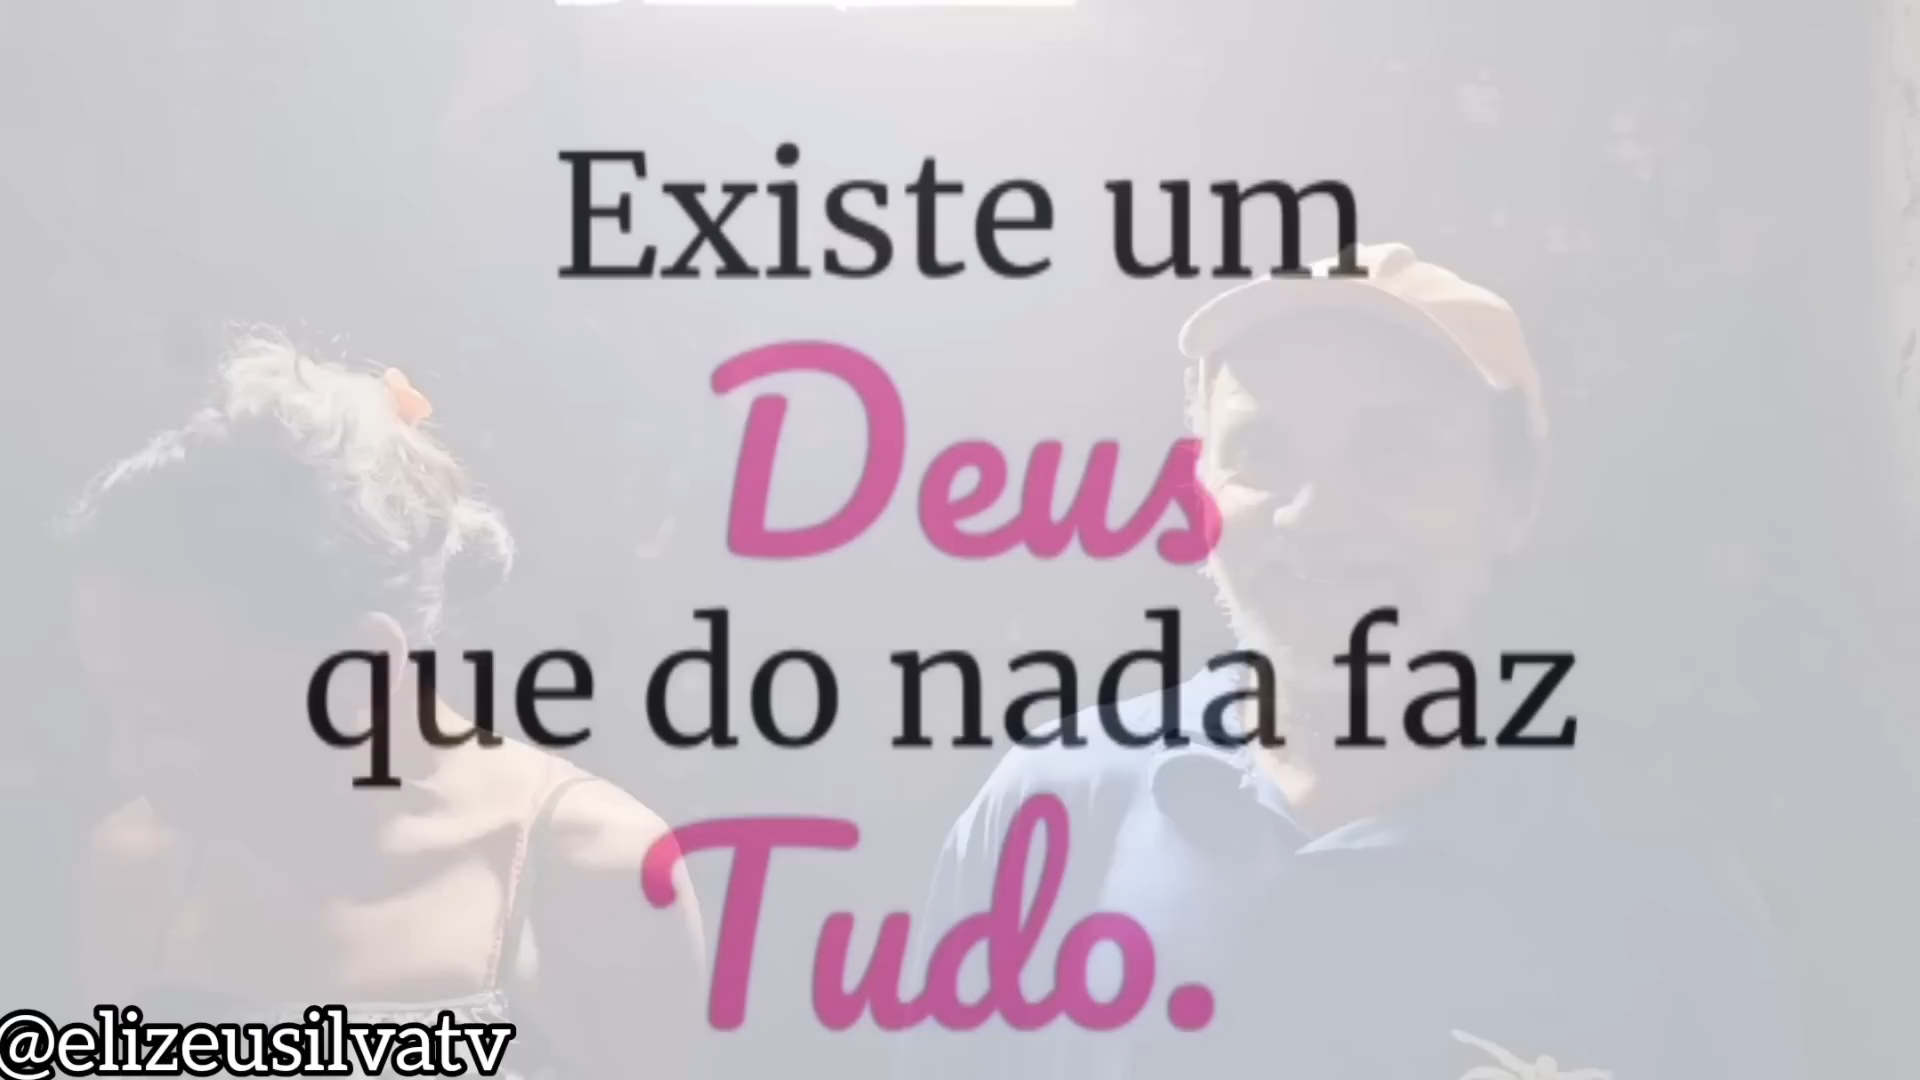 Existe um
Deus
que do nada faz
Tudo.
@elizeusilvatv